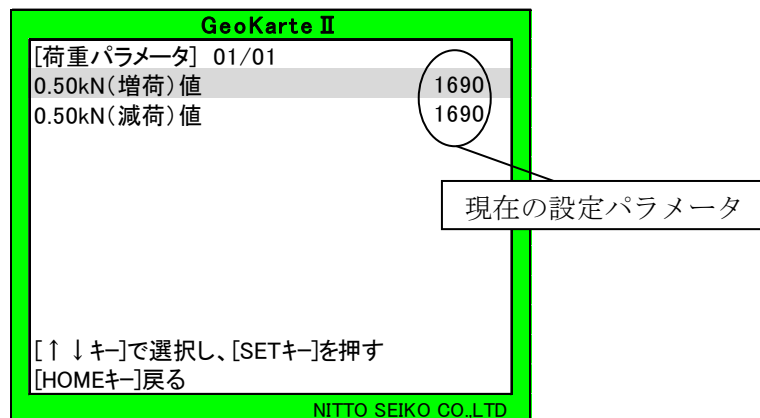 GeoKarte Ⅱ
[荷重パラメータ] 01/01
0.50kN(増荷)値 1690
0.50kN(減荷)値 1690
現在の設定パラメータ
[↑↓キー]で選択し、[SETキー]を押す
[HOMEキー]戻る
NITTO SEIKO CO.,LTD